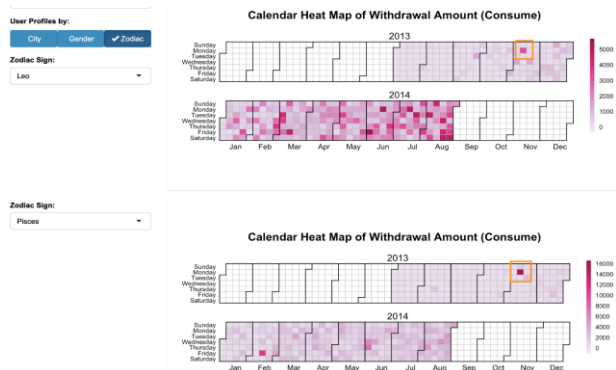 User Profiles by:
City Gender ✔Zodiac
Zodiac Sign:
Leo
Calendar Heat Map of Withdrawal Amount (Consume)
2013
Sunday
Monday
Tuesday
Wednesday
Thursday
Friday
Saturday
2014
Sunday
Monday
Tuesday
Wednesday
Thursday
Friday
Saturday
Jan Feb Mar Apr May Jun Jul Aug Sep Oct Nov Dec
5000
4000
3000
2000
1000
0
Zodiac Sign:
Pisces
Calendar Heat Map of Withdrawal Amount (Consume)
2013
Sunday
Monday
Tuesday
Wednesday
Thursday
Friday
Saturday
2014
Sunday
Monday
Tuesday
Wednesday
Thursday
Friday
Saturday
Jan Feb Mar Apr May Jun Jul Aug Sep Oct Nov Dec
16000
14000
12000
10000
8000
6000
4000
2000
0